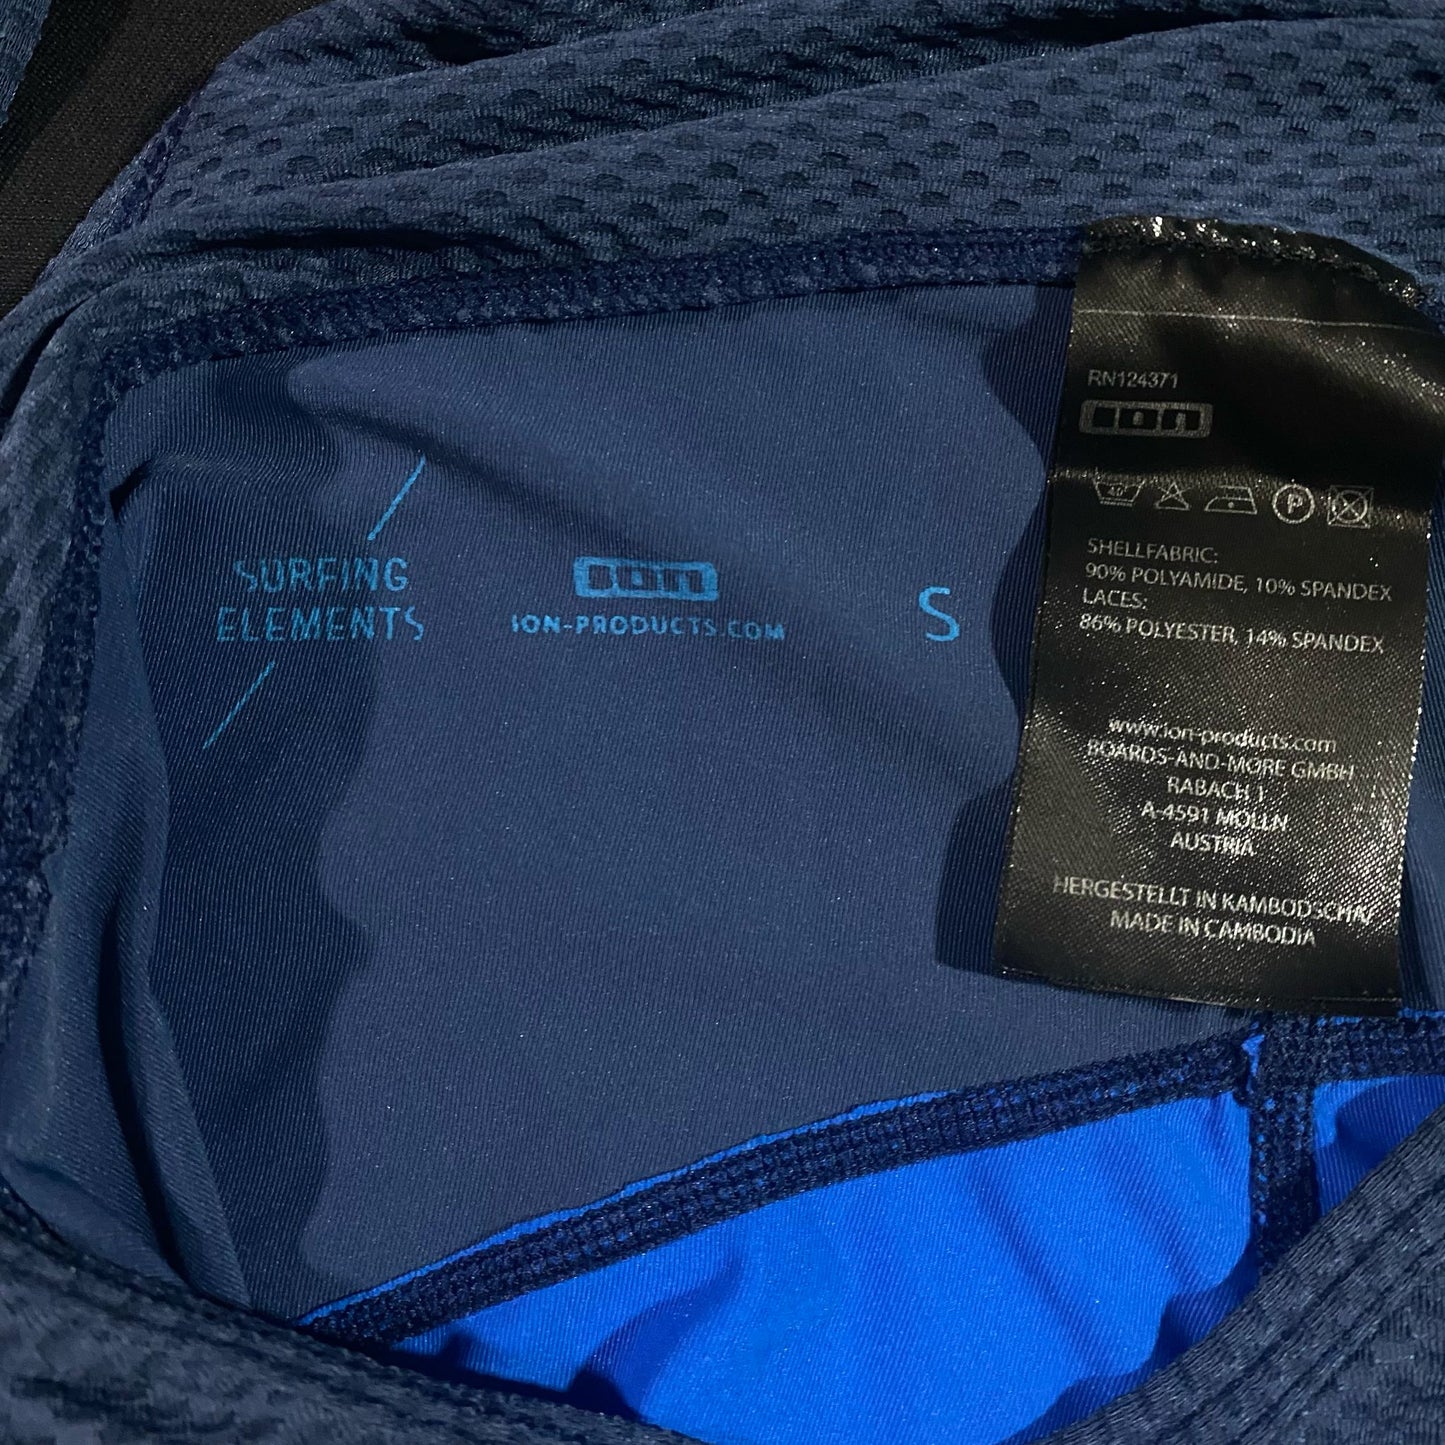 SURFING
ELEMENTS
ion
ION-PRODUCTS.COM
S
RN124371
ion
40
P
SHELLFABRIC:
90% POLYAMIDE, 10% SPANDEX
LACES:
86% POLYESTER, 14% SPANDEX
www.ion-products.com
BOARDS-AND-MORE GMBH
RABACH 1
A-4591 MOLLN
AUSTRIA
HERGESTELLT IN KAMBODSCHA/
MADE IN CAMBODIA